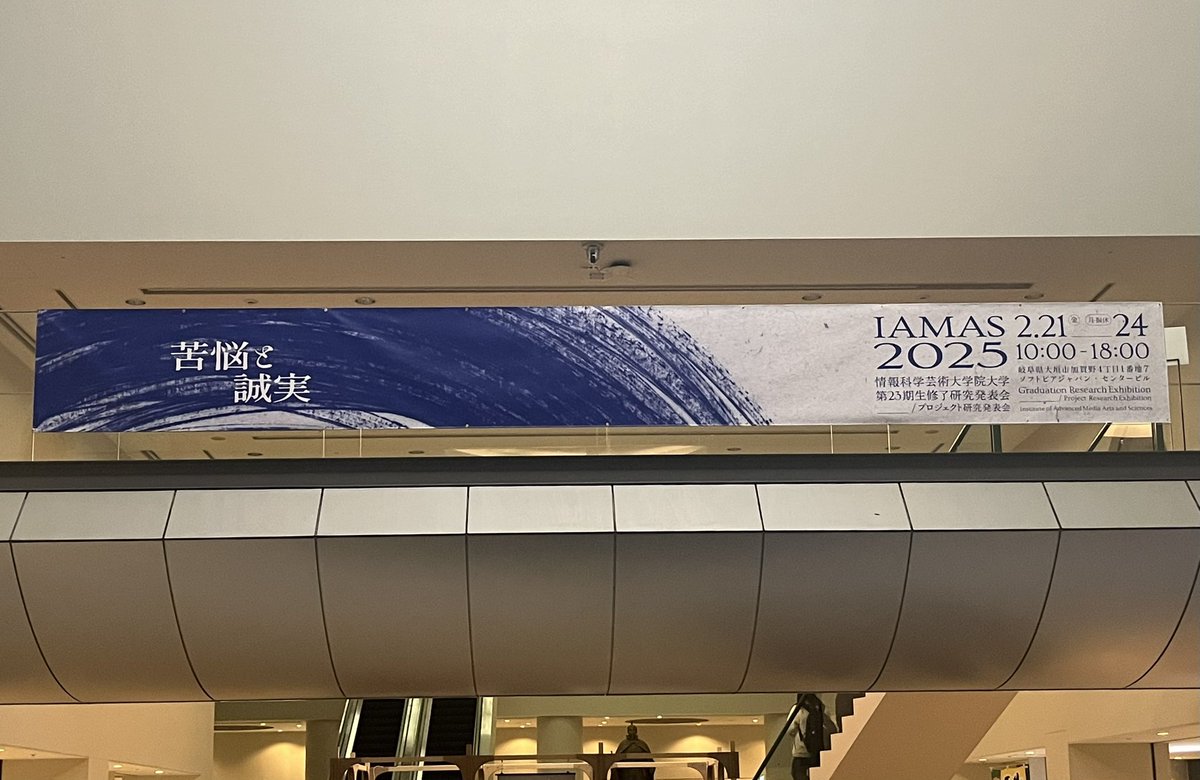 苦悩と
誠実
IAMAS
2025
情報科学芸術大学院大学
第23期生修了研究発表会
/プロジェクト研究発表会
2.21 金 月・振休 24
10:00-18:00
岐阜県大垣市加賀野4丁目1番地7
ソフトピアジャパン・センタービル
Graduation Research Exhibition
/Project Research Exhibition
Institute of Advanced Media Arts and Sciences